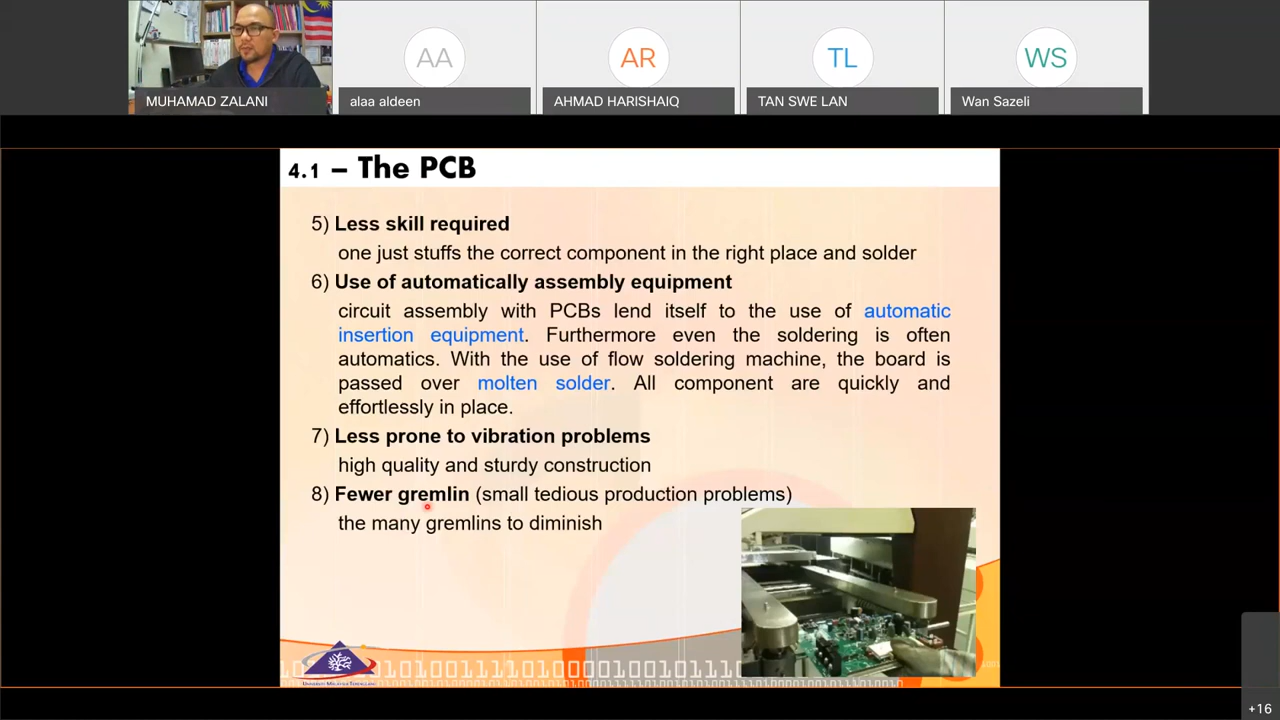 AA
AR
TL
WS
MUHAMAD ZALANI
alaa aldeen
AHMAD HARISHAIQ
TAN SWE LAN
Wan Sazeli
4.1 – The PCB
5) Less skill required
one just stuffs the correct component in the right place and solder
6) Use of automatically assembly equipment
circuit assembly with PCBs lend itself to the use of automatic
insertion equipment. Furthermore even the soldering is often
automatics. With the use of flow soldering machine, the board is
passed over molten solder. All component are quickly and
effortlessly in place.
7) Less prone to vibration problems
high quality and sturdy construction
8) Fewer gremlin (small tedious production problems)
the many gremlins to diminish
+16